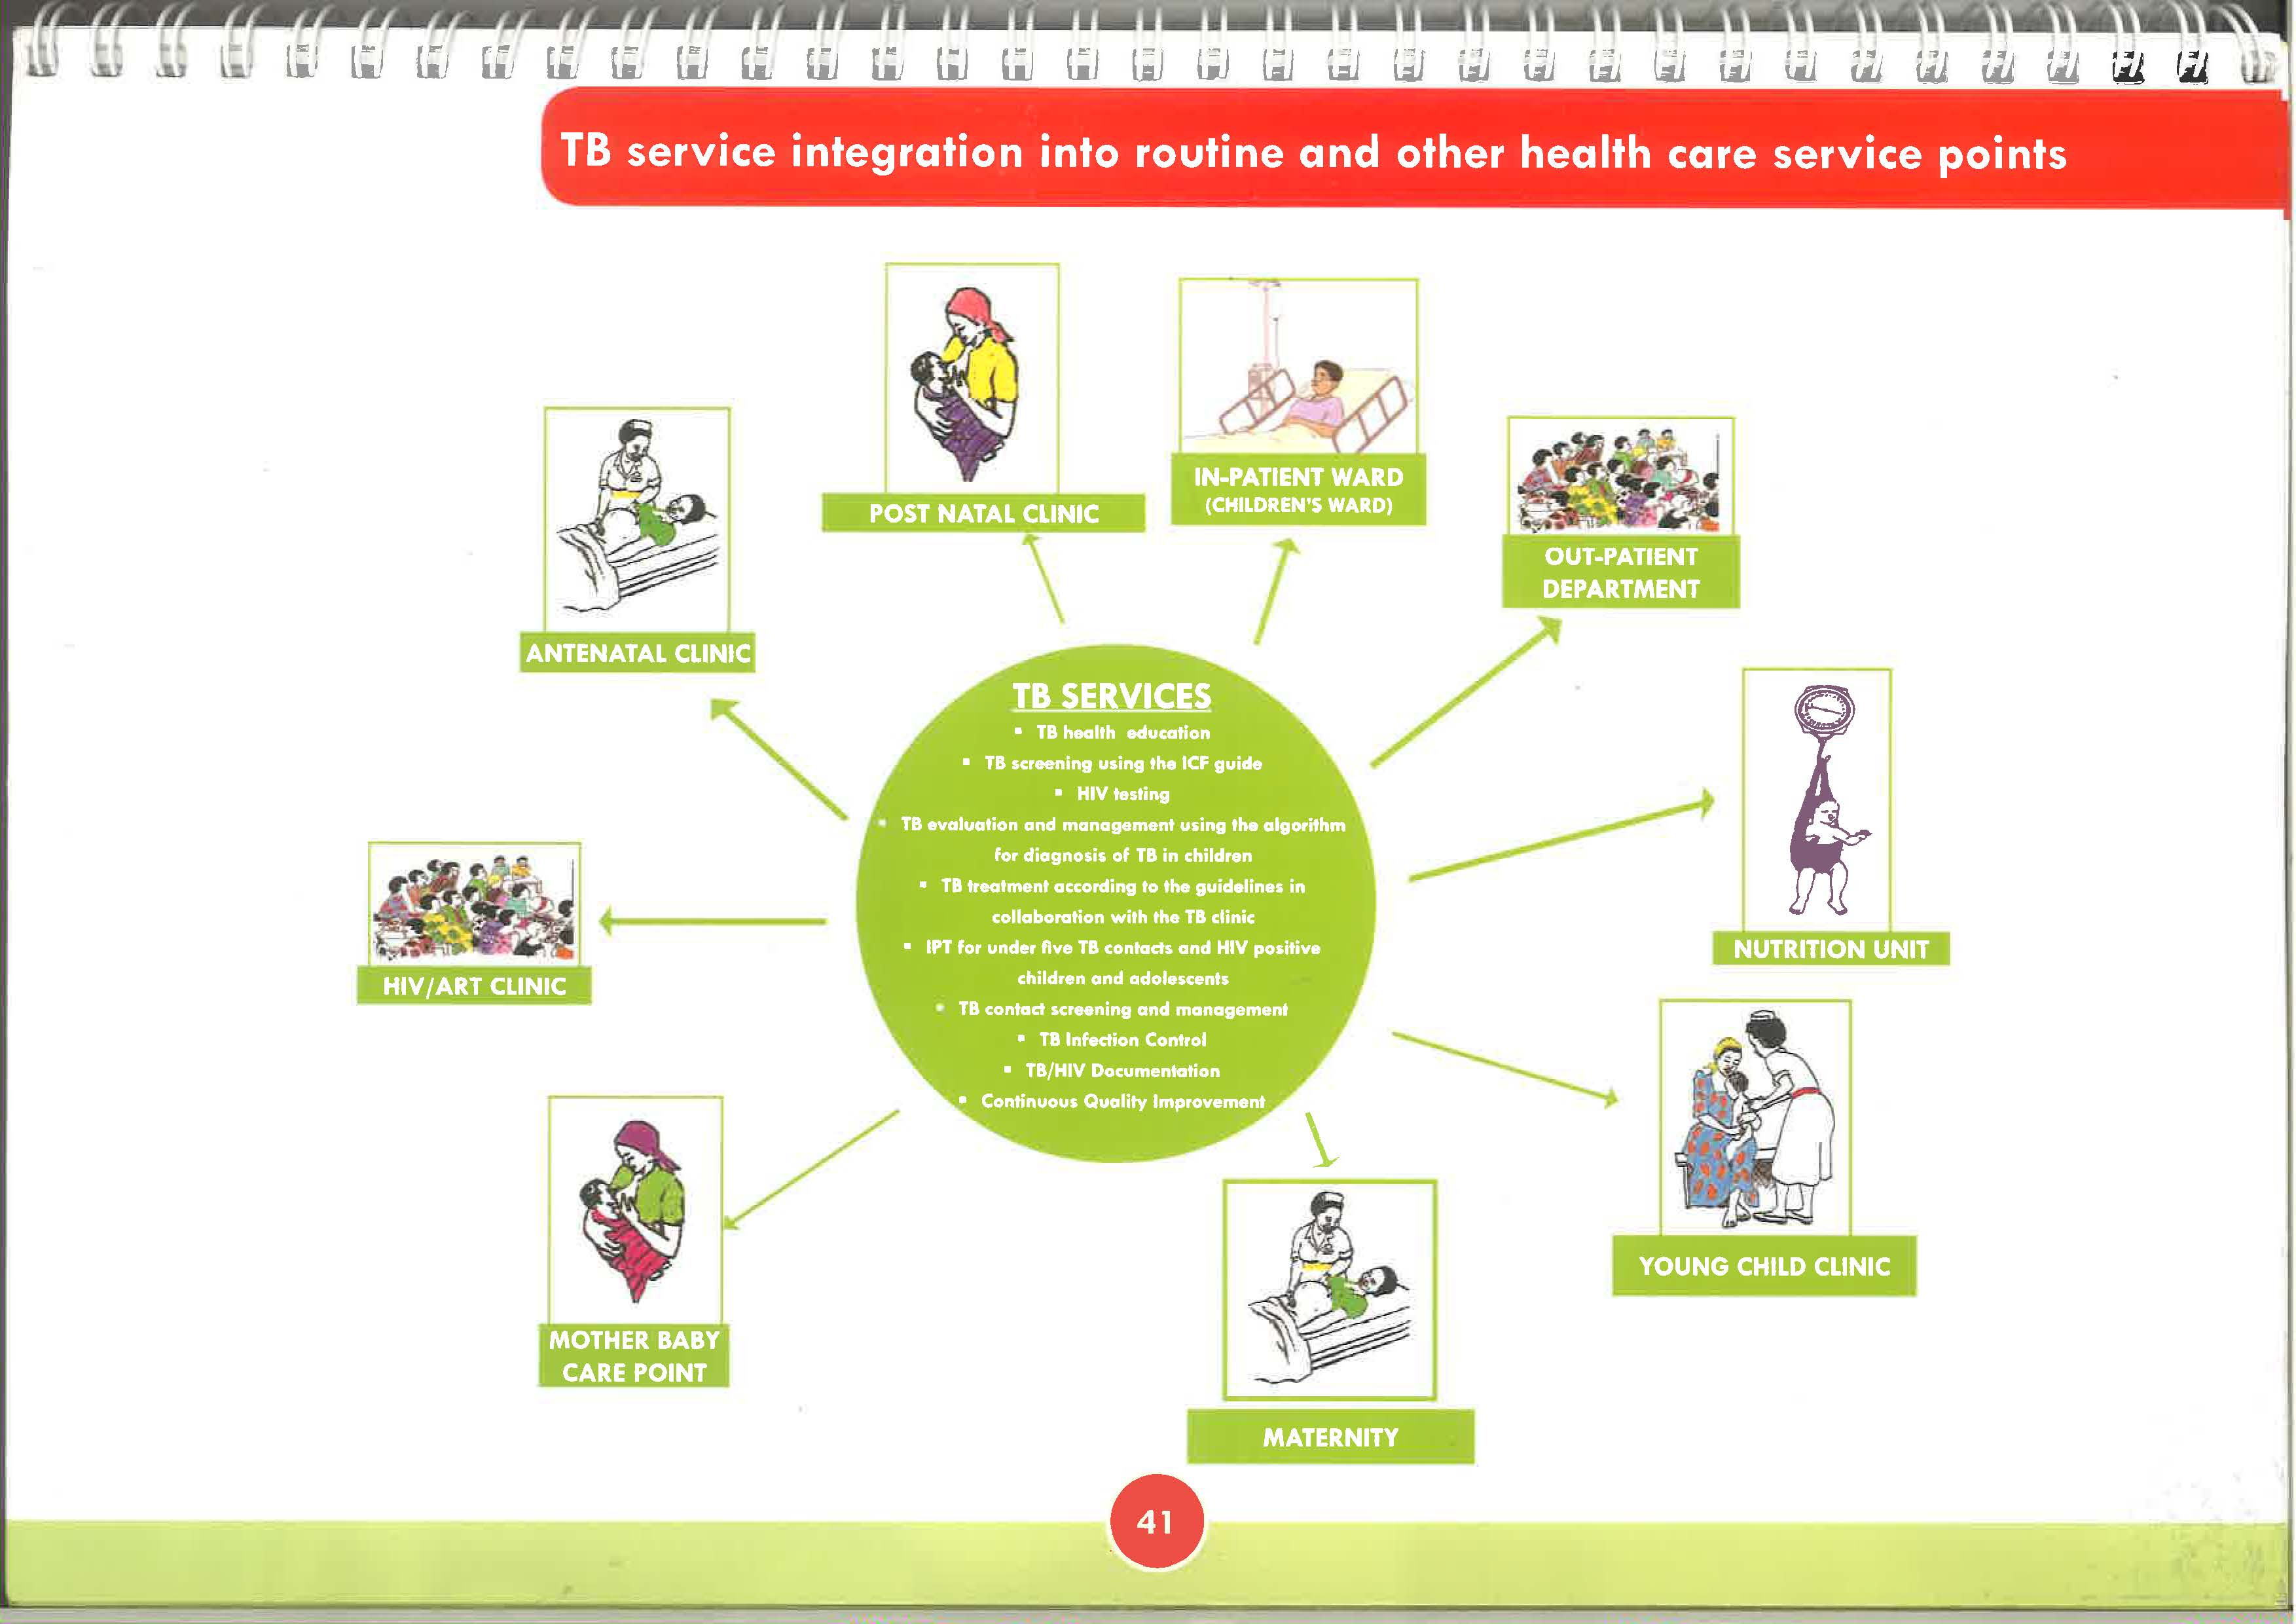 TB service integration into routine and other health care service points
POST NATAL CLINIC
IN-PATIENT WARD
(CHILDREN'S WARD)
OUT-PATIENT
DEPARTMENT
ANTENATAL CLINIC
TB SERVICES
▪ TB health education
▪ TB screening using the ICF guide
▪ HIV testing
▪ TB evaluation and management using the algorithm
for diagnosis of TB in children
▪ TB treatment according to the guidelines in
collaboration with the TB clinic
▪ IPT for under five TB contacts and HIV positive
children and adolescents
▪ TB contact screening and management
▪ TB Infection Control
▪ TB/HIV Documentation
▪ Continuous Quality Improvement
NUTRITION UNIT
HIV/ART CLINIC
YOUNG CHILD CLINIC
MOTHER BABY
CARE POINT
MATERNITY
41